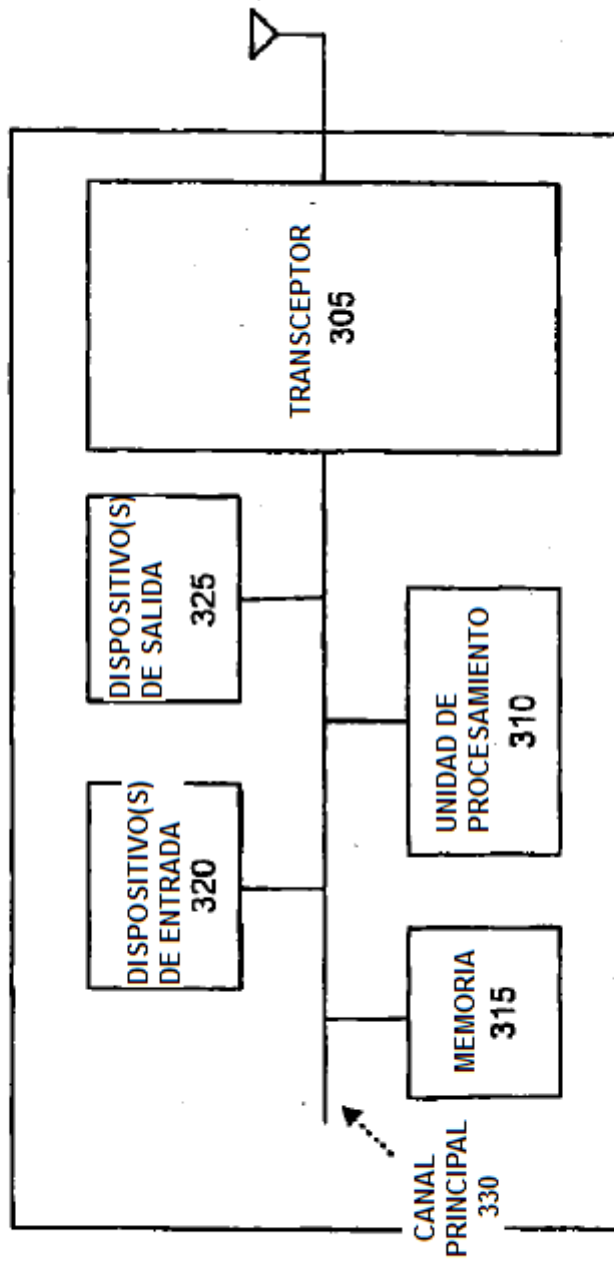 DISPOSITIVO(S)
DE ENTRADA
320
DISPOSITIVO(S)
DE SALIDA
325
TRANSCEPTOR
305
MEMORIA
315
UNIDAD DE
PROCESAMIENTO
310
CANAL
PRINCIPAL
330